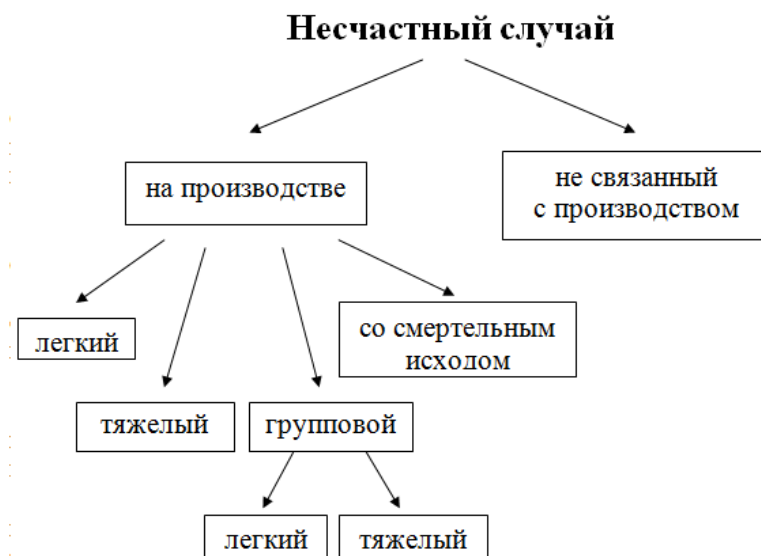 Несчастный случай
на производстве
не связанный
с производством
легкий
со смертельным
исходом
тяжелый
групповой
легкий
тяжелый